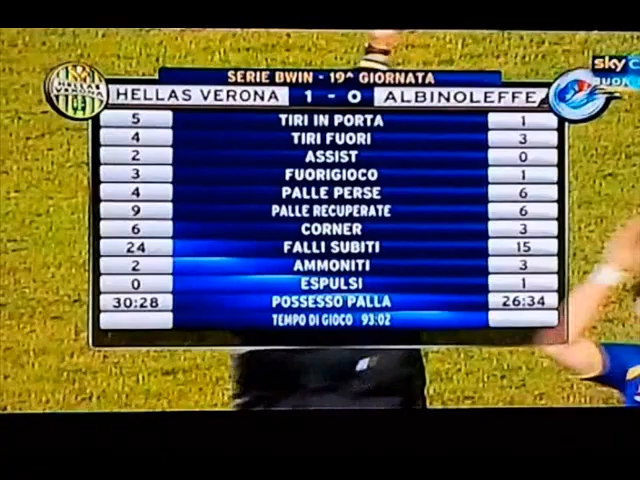 SERIE BWIN - 19^ GIORNATA
HELLAS VERONA 1 - 0 ALBINOLEFFE
sky
BUON
5 TIRI IN PORTA 1
4 TIRI FUORI 3
2 ASSIST 0
3 FUORIGIOCO 1
4 PALLE PERSE 6
9 PALLE RECUPERATE 6
6 CORNER 3
24 FALLI SUBITI 15
2 AMMONITI 3
0 ESPULSI 1
30:28 POSSESSO PALLA 26:34
TEMPO DI GIOCO 93:02